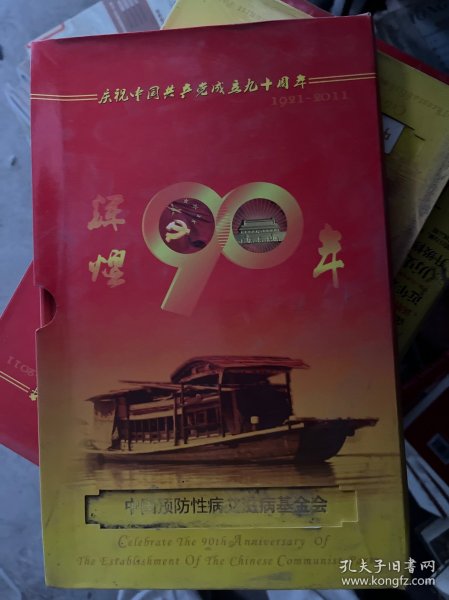 庆祝中国共产党成立九十周年
1921-2011
辉煌
90
年
中国预防性病艾滋病基金会
Celebrate The 90th Anniversary Of
The Establishment Of The Chinese Communis
2011
孔夫子旧书网
www.kongfz.com